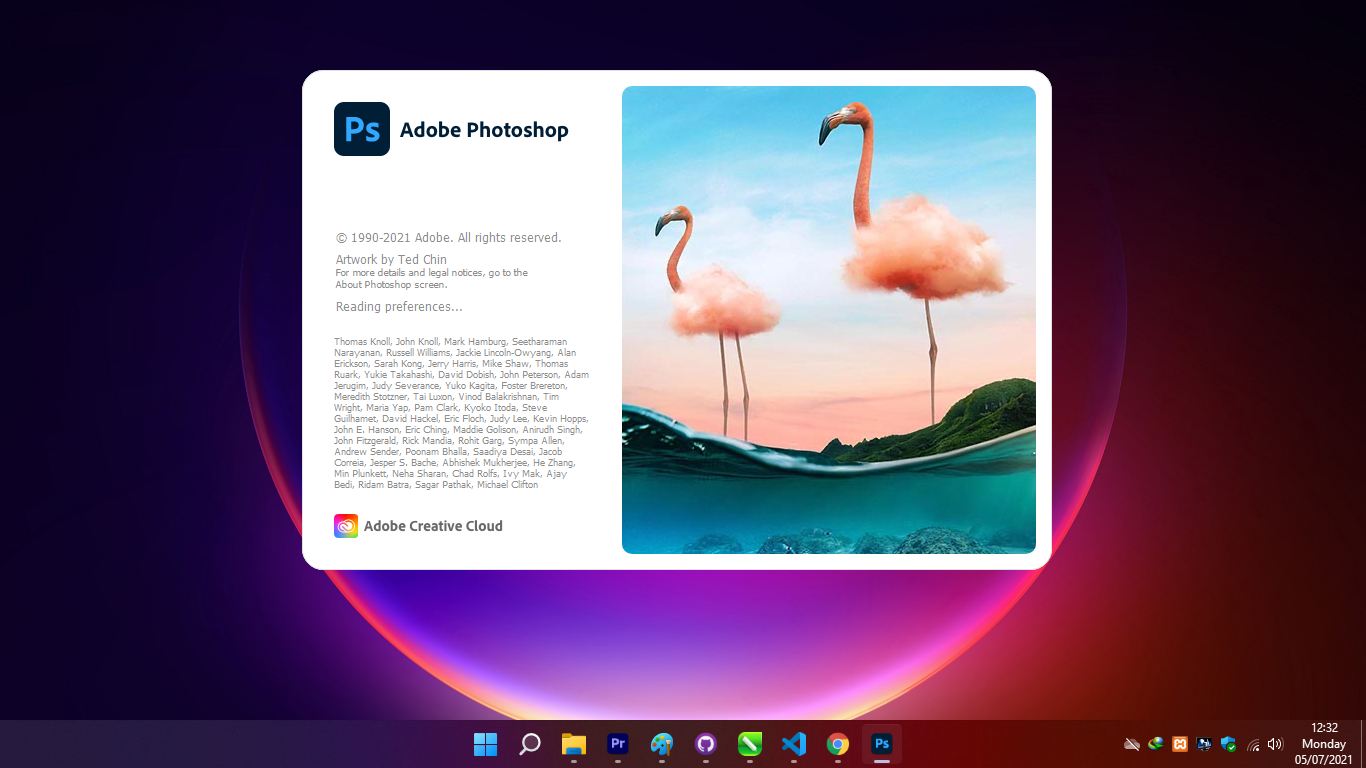 Ps Adobe Photoshop
© 1990-2021 Adobe. All rights reserved.
Artwork by Ted Chin
For more details and legal notices, go to the
About Photoshop screen.
Reading preferences...
Thomas Knoll, John Knoll, Mark Hamburg, Seetharaman
Narayanan, Russell Williams, Jackie Lincoln-Owyang, Alan
Erickson, Sarah Kong, Jerry Harris, Mike Shaw, Thomas
Ruark, Yukie Takahashi, David Dobish, John Peterson, Adam
Jerugim, Judy Severance, Yuko Kagita, Foster Brereton,
Meredith Stotzner, Tai Luxon, Vinod Balakrishnan, Tim
Wright, Maria Yap, Pam Clark, Kyoko Itoda, Steve
Guilhamet, David Hackel, Eric Floch, Judy Lee, Kevin Hopps,
John E. Hanson, Eric Ching, Maddie Golison, Anirudh Singh,
John Fitzgerald, Rick Mandia, Rohit Garg, Sympa Allen,
Andrew Sender, Poonam Bhalla, Saadiya Desai, Jacob
Correia, Jesper S. Bache, Abhishek Mukherjee, He Zhang,
Min Plunkett, Neha Sharan, Chad Rolfs, Ivy Mak, Ajay
Bedi, Ridam Batra, Sagar Pathak, Michael Clifton
Adobe Creative Cloud
Pr
Ps
12:32
Monday
05/07/2021